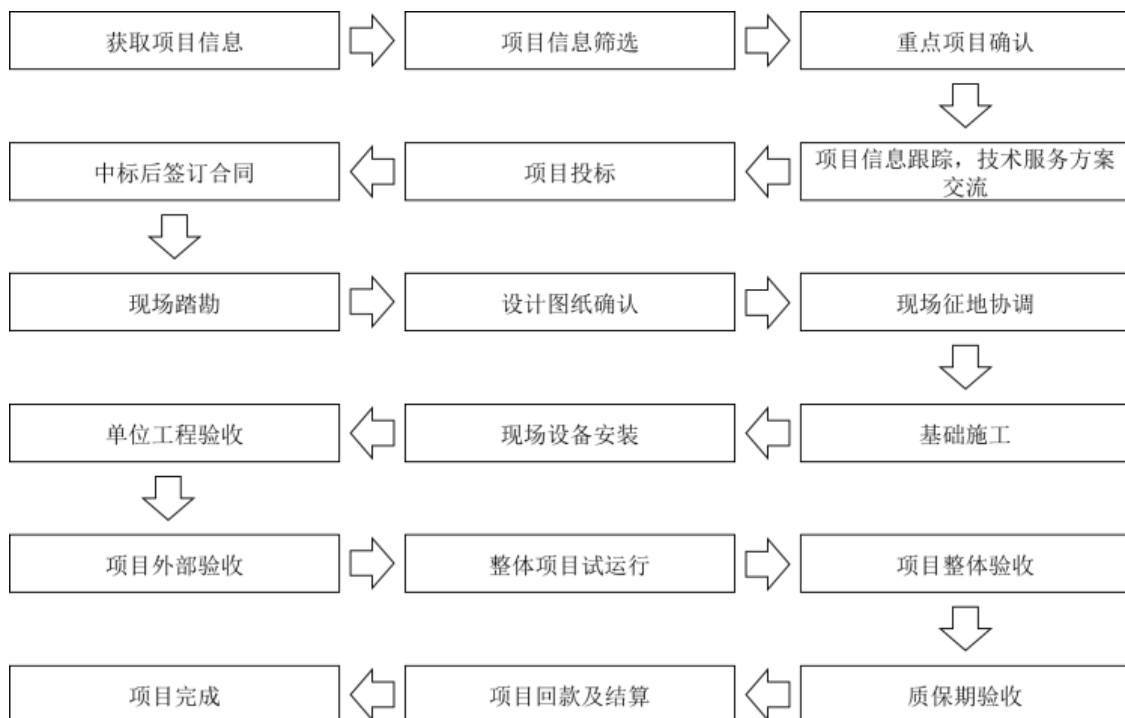 获取项目信息
项目信息筛选
重点项目确认
项目信息跟踪，技术服务方案
交流
项目投标
中标后签订合同
现场踏勘
设计图纸确认
现场征地协调
基础施工
现场设备安装
单位工程验收
项目外部验收
整体项目试运行
项目整体验收
质保期验收
项目回款及结算
项目完成